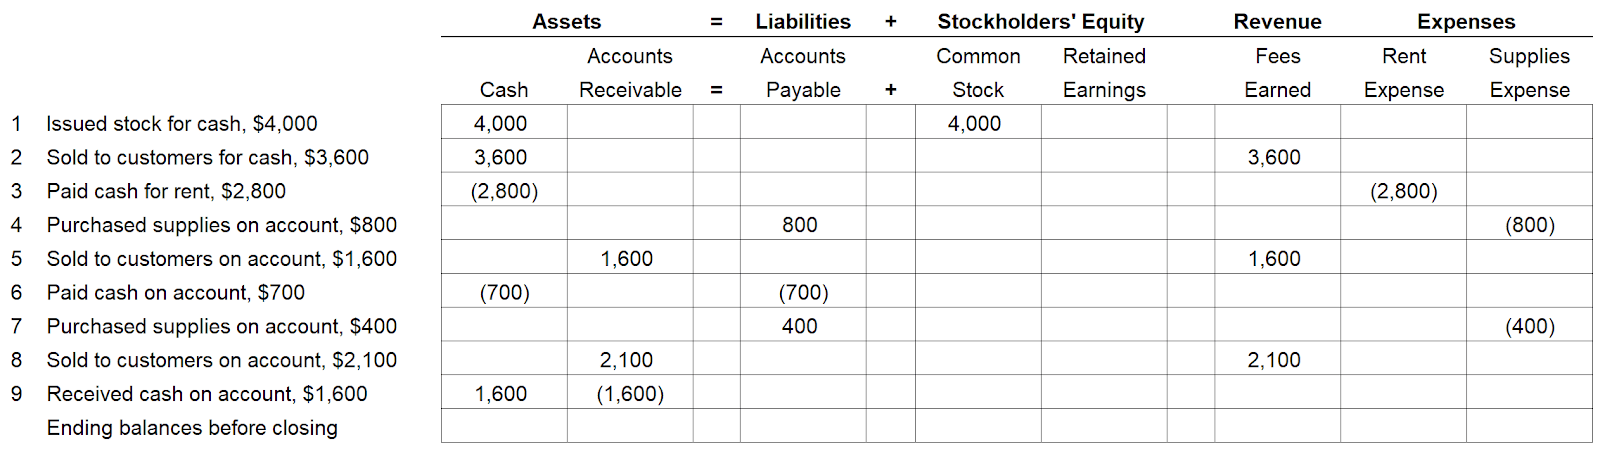 Assets = Liabilities + Stockholders' Equity Revenue Expenses
Accounts Accounts Common Retained Fees Rent Supplies
Cash Receivable = Payable + Stock Earnings Earned Expense Expense
1 Issued stock for cash, $4,000 4,000 4,000
2 Sold to customers for cash, $3,600 3,600 3,600
3 Paid cash for rent, $2,800 (2,800) (2,800)
4 Purchased supplies on account, $800 800 (800)
5 Sold to customers on account, $1,600 1,600 1,600
6 Paid cash on account, $700 (700) (700)
7 Purchased supplies on account, $400 400 (400)
8 Sold to customers on account, $2,100 2,100 2,100
9 Received cash on account, $1,600 1,600 (1,600)
Ending balances before closing